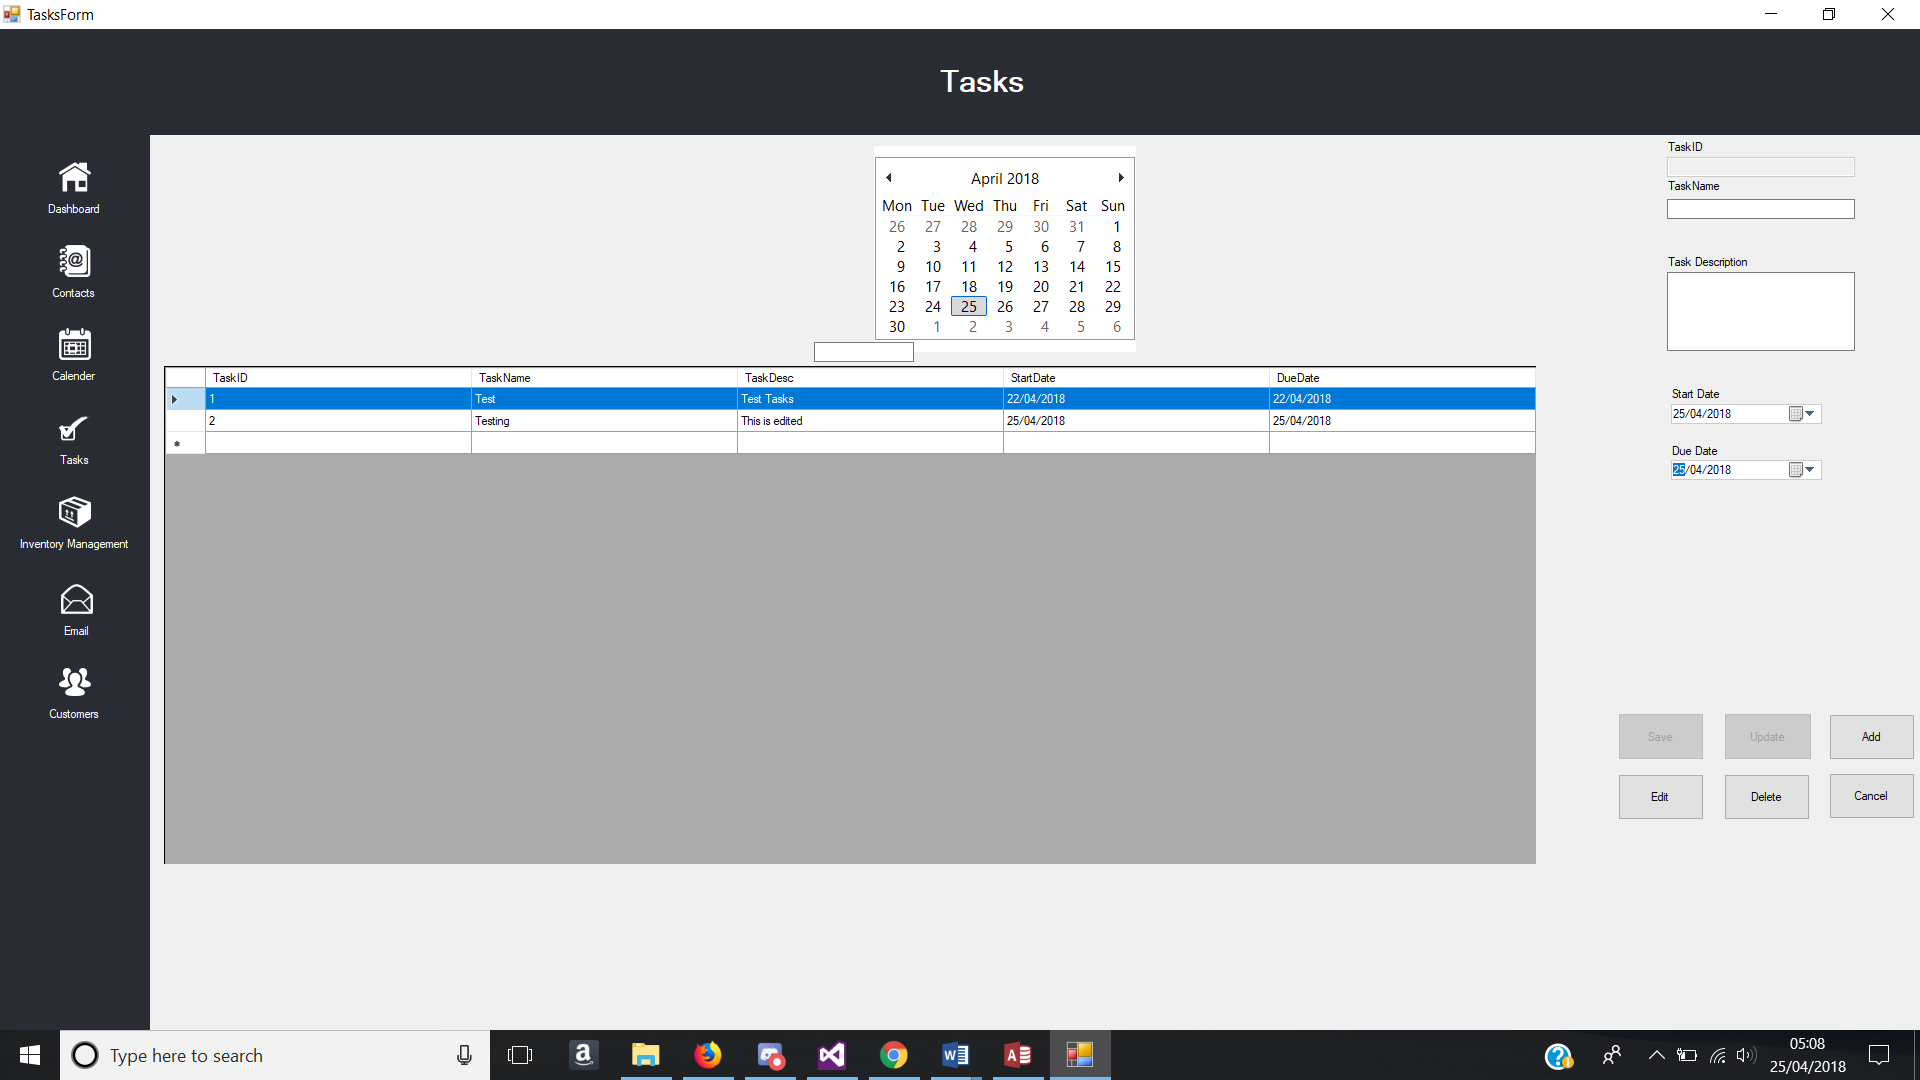 TasksForm
Tasks
Dashboard
Contacts
Calender
Tasks
Inventory Management
Email
Customers
April 2018
Mon Tue Wed Thu Fri Sat Sun
26 27 28 29 30 31 1
2 3 4 5 6 7 8
9 10 11 12 13 14 15
16 17 18 19 20 21 22
23 24 25 26 27 28 29
30 1 2 3 4 5 6
TaskID TaskName TaskDesc StartDate DueDate
1 Test Test Tasks 22/04/2018 22/04/2018
2 Testing This is edited 25/04/2018 25/04/2018
TaskID
TaskName
Task Description
Start Date
25/04/2018
Due Date
25/04/2018
Save Update Add
Edit Delete Cancel
Type here to search
05:08
25/04/2018